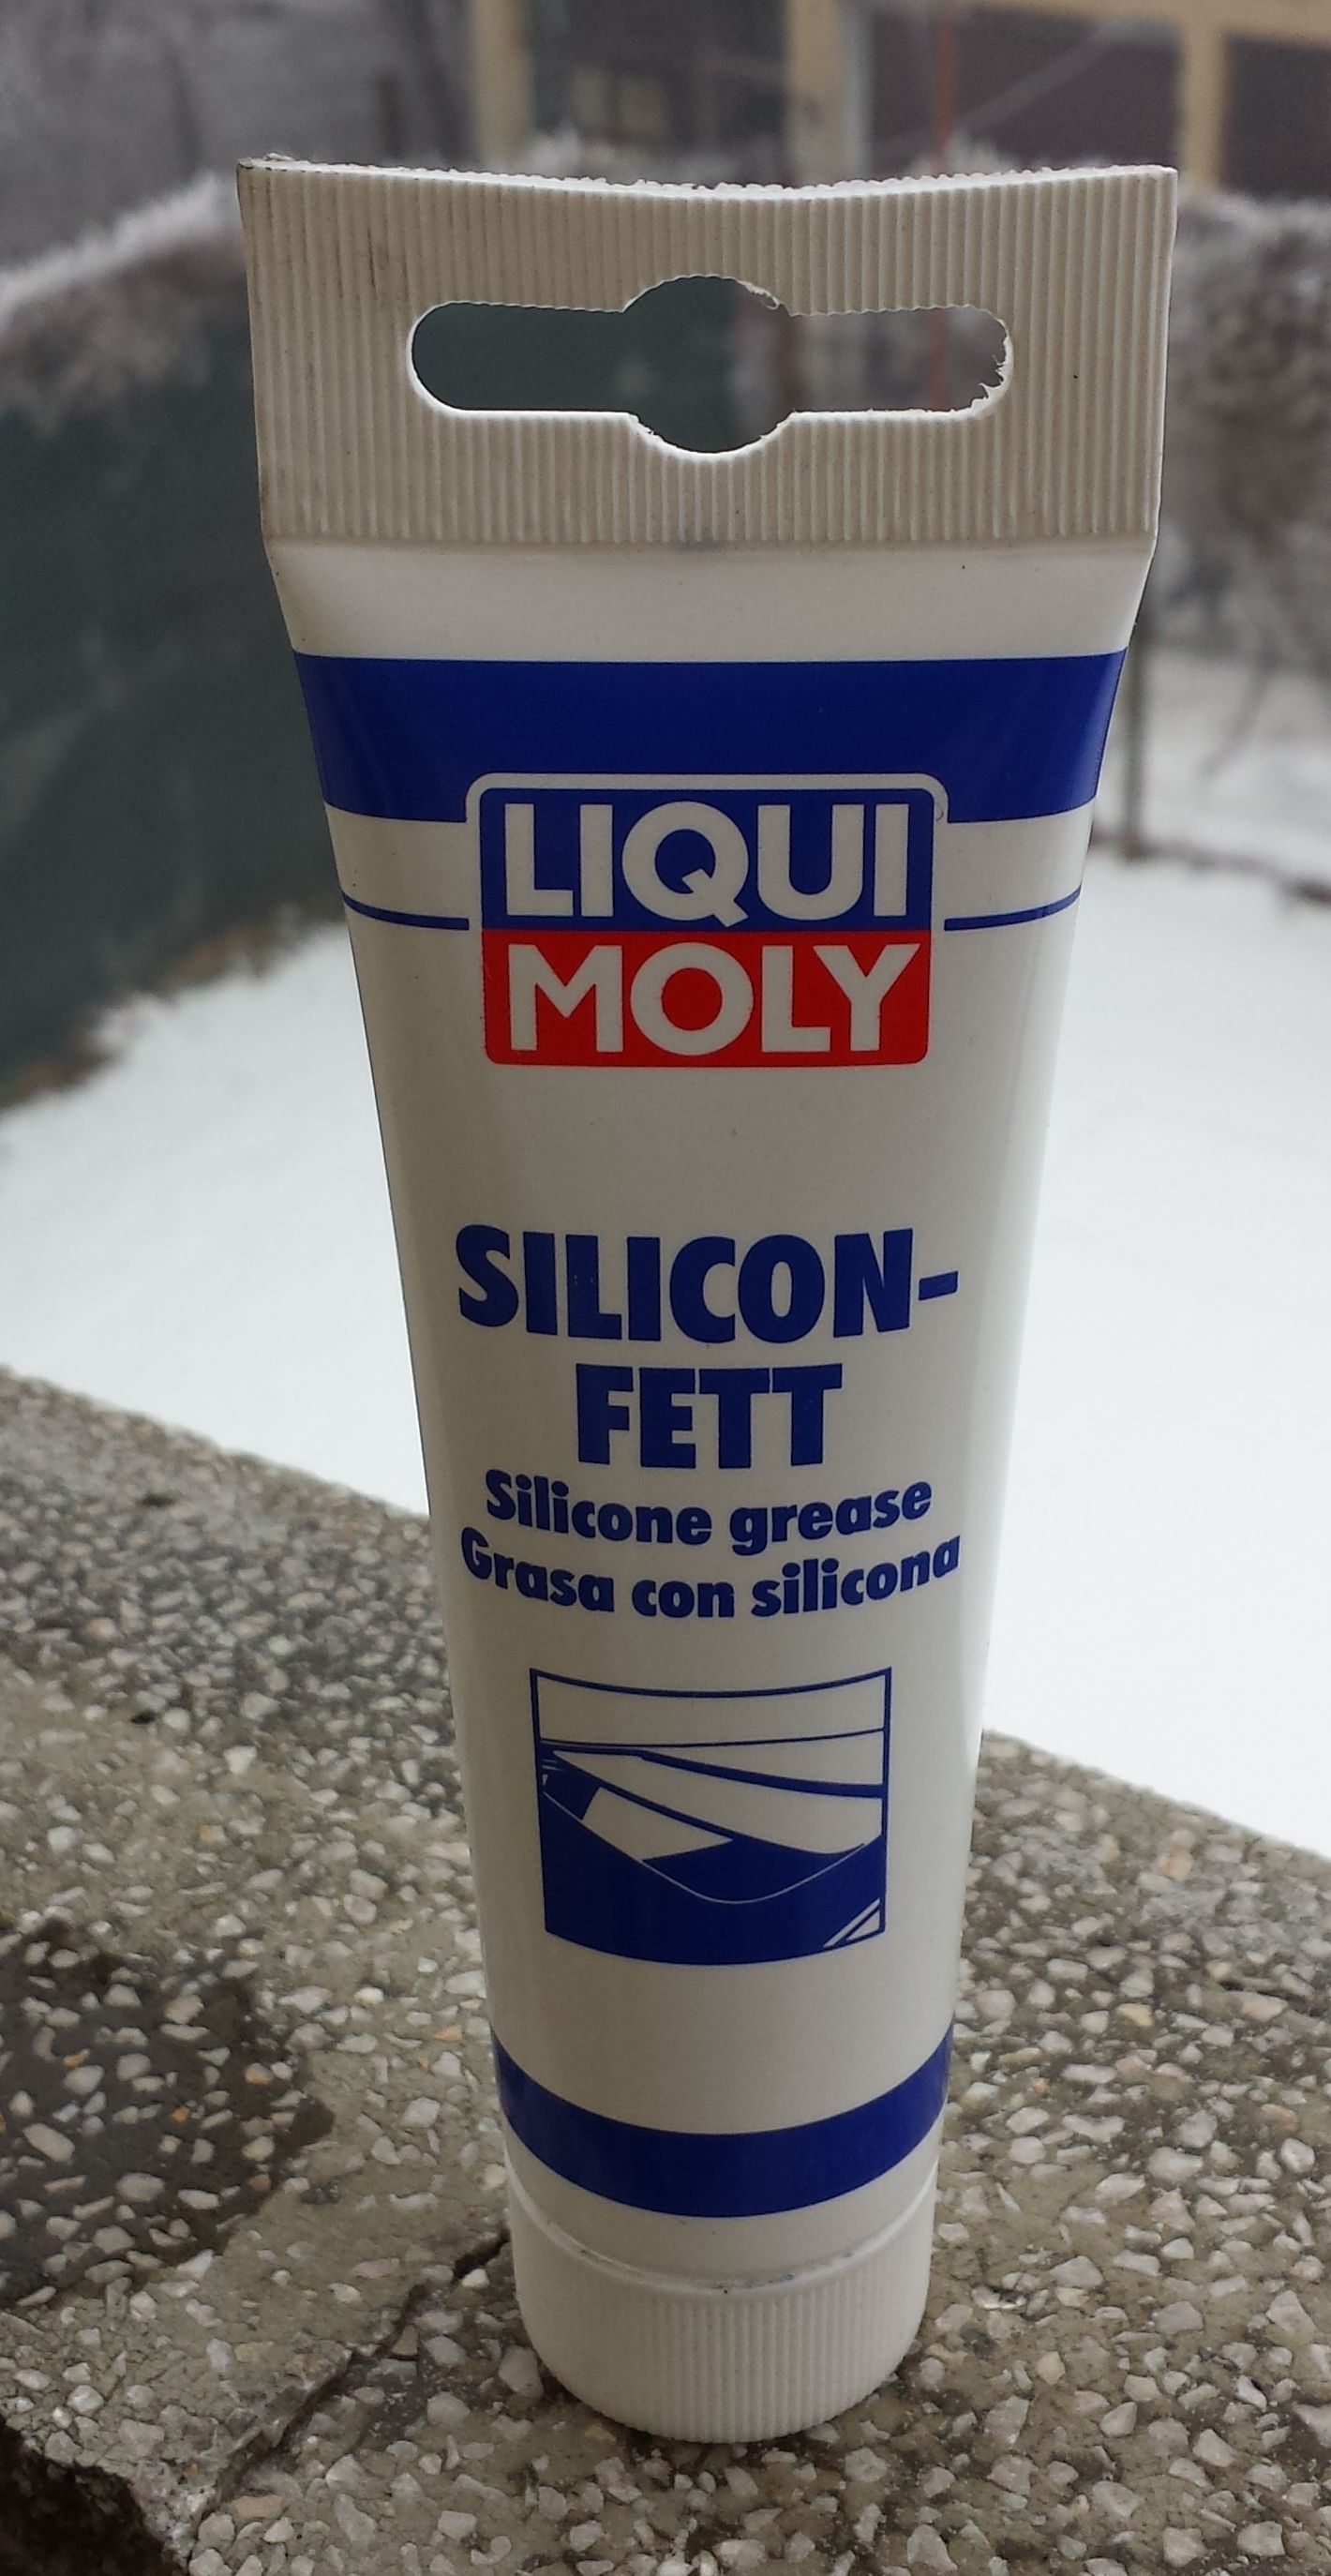 LIQUI
MOLY
SILICON-
FETT
Silicone grease
Grasa con silicona